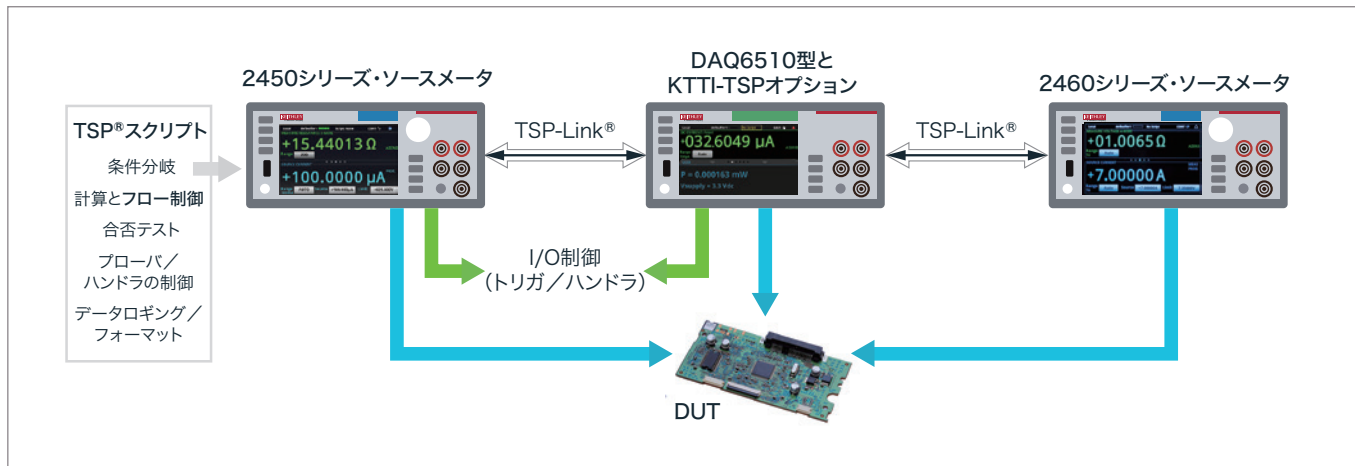 2450シリーズ・ソースメータ
DAQ6510型と
KTTI-TSPオプション
2460シリーズ・ソースメータ
TSP®スクリプト
条件分岐
計算とフロー制御
合否テスト
プローバ／
ハンドラの制御
データロギング／
フォーマット
KEITHLEY
+15.44013 Ω
+100.0000 µA
TSP-Link®
KEITHLEY
032.6049 µA
P = 0.000163 mW
TSP-Link®
KEITHLEY
+01.0065 Ω
+7.00000 A
I/O制御
（トリガ／ハンドラ）
DUT